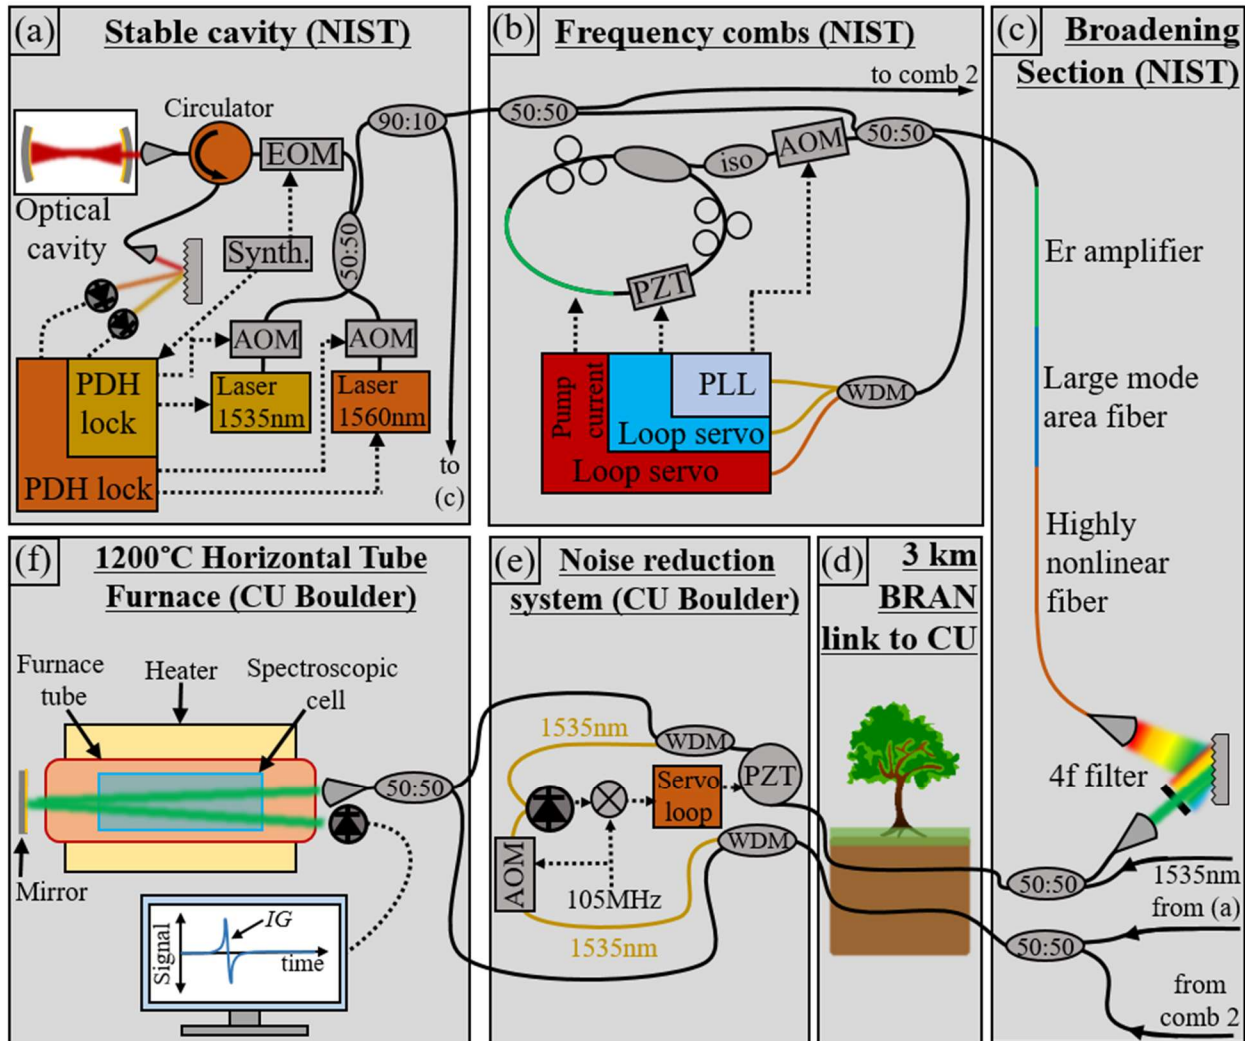 (a)
Stable cavity (NIST)
Circulator
90:10
EOM
Optical
cavity
Synth.
50:50
AOM
AOM
PDH
lock
Laser
1535nm
Laser
1560nm
PDH lock
to
(c)
(b)
Frequency combs (NIST)
to comb 2
50:50
AOM
50:50
iso
PZT
Pump
current
PLL
Loop servo
Loop servo
WDM
(c)
Broadening
Section (NIST)
Er amplifier
Large mode
area fiber
Highly
nonlinear
fiber
4f filter
50:50
1535nm
from (a)
50:50
from
comb 2
(f)
1200°C Horizontal Tube
Furnace (CU Boulder)
Furnace
tube
Heater
Spectroscopic
cell
50:50
Mirror
Signal
IG
time
(e)
Noise reduction
system (CU Boulder)
1535nm
WDM
PZT
Servo
loop
AOM
WDM
105MHz
1535nm
(d)
3 km
BRAN
link to CU